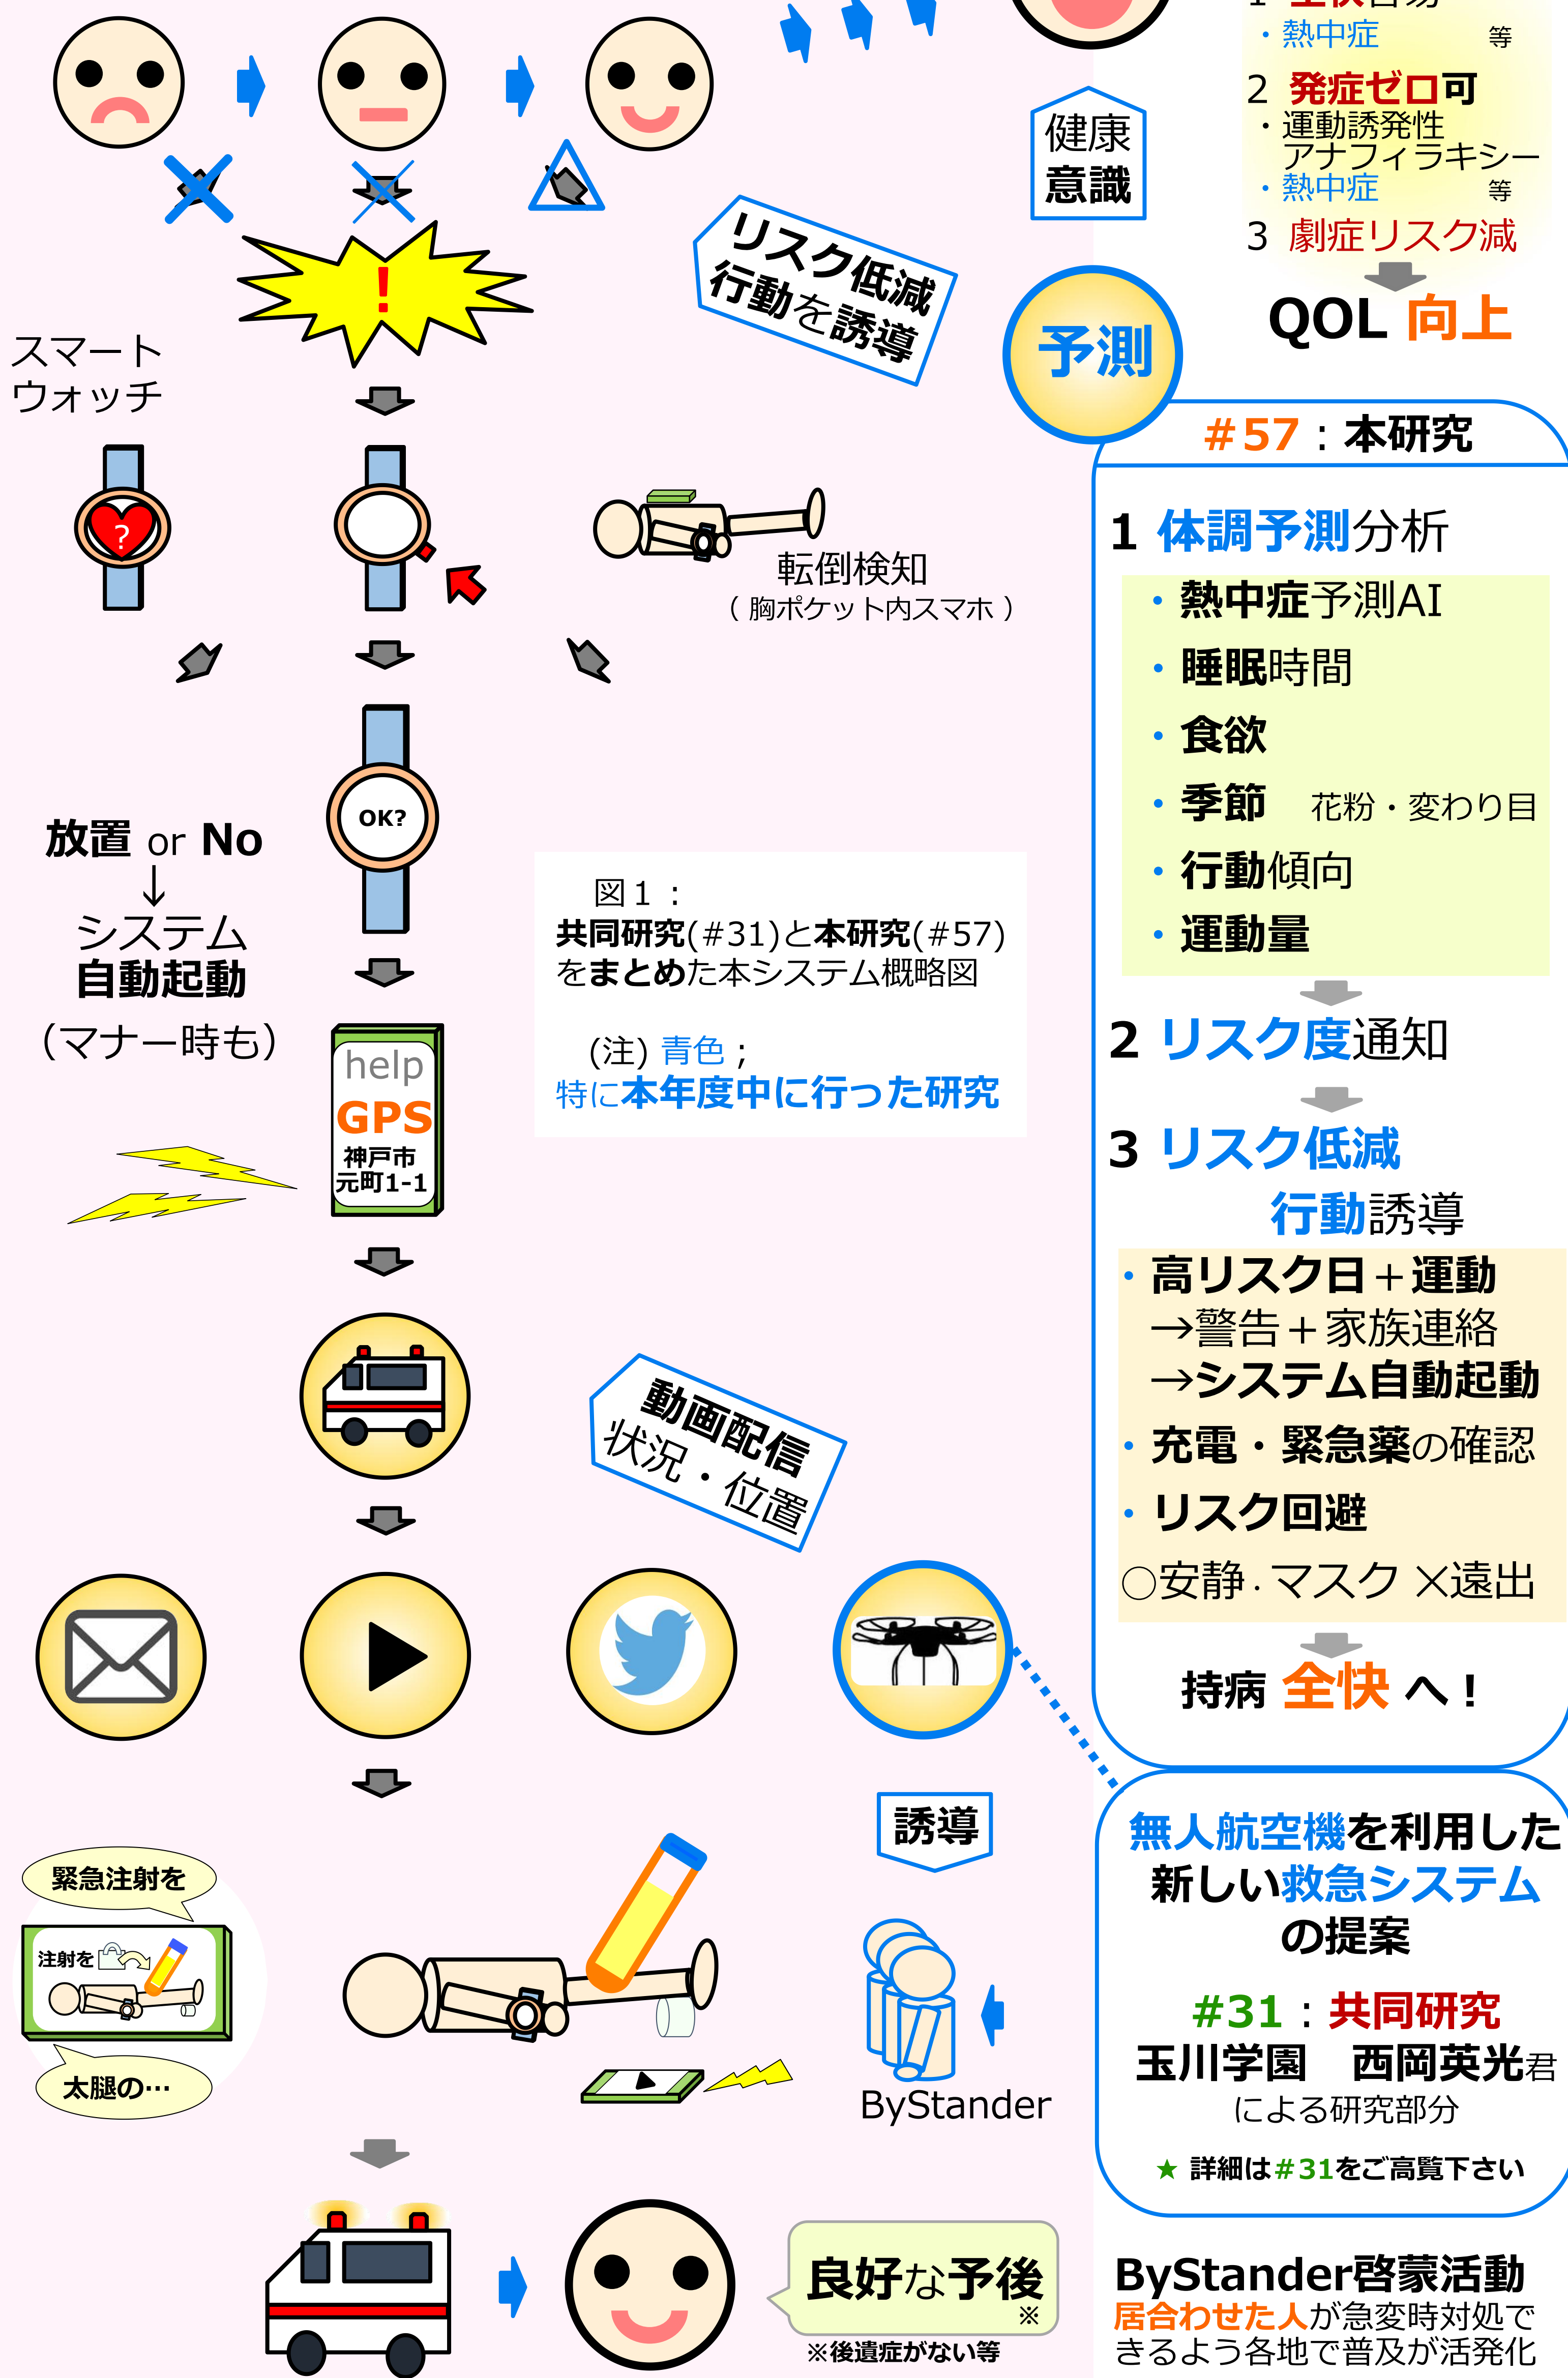 ・熱中症 等
2 発症ゼロ可
・運動誘発性
アナフィラキシー
・熱中症 等
3 劇症リスク減
QOL 向上
健康
意識
リスク低減
行動を誘導
予測
!
スマート
ウォッチ
?
転倒検知
（ 胸ポケット内スマホ ）
OK?
放置 or No
↓
システム
自動起動
（マナー時も）
help
GPS
神戸市
元町1-1
図１：
共同研究(#31)と本研究(#57)
をまとめた本システム概略図
(注) 青色 ;
特に本年度中に行った研究
動画配信
状況・位置
誘導
緊急注射を
注射を
太腿の…
ByStander
良好な予後
※
※後遺症がない等
#57：本研究
1 体調予測分析
・熱中症予測AI
・睡眠時間
・食欲
・季節 花粉・変わり目
・行動傾向
・運動量
2 リスク度通知
3 リスク低減
行動誘導
・高リスク日＋運動
→警告＋家族連絡
→システム自動起動
・充電・緊急薬の確認
・リスク回避
○安静・マスク ×遠出
持病 全快 へ！
無人航空機を利用した
新しい救急システム
の提案
#31：共同研究
玉川学園 西岡英光君
による研究部分
★ 詳細は#31をご高覧下さい
ByStander啓蒙活動
居合わせた人が急変時対処で
きるよう各地で普及が活発化